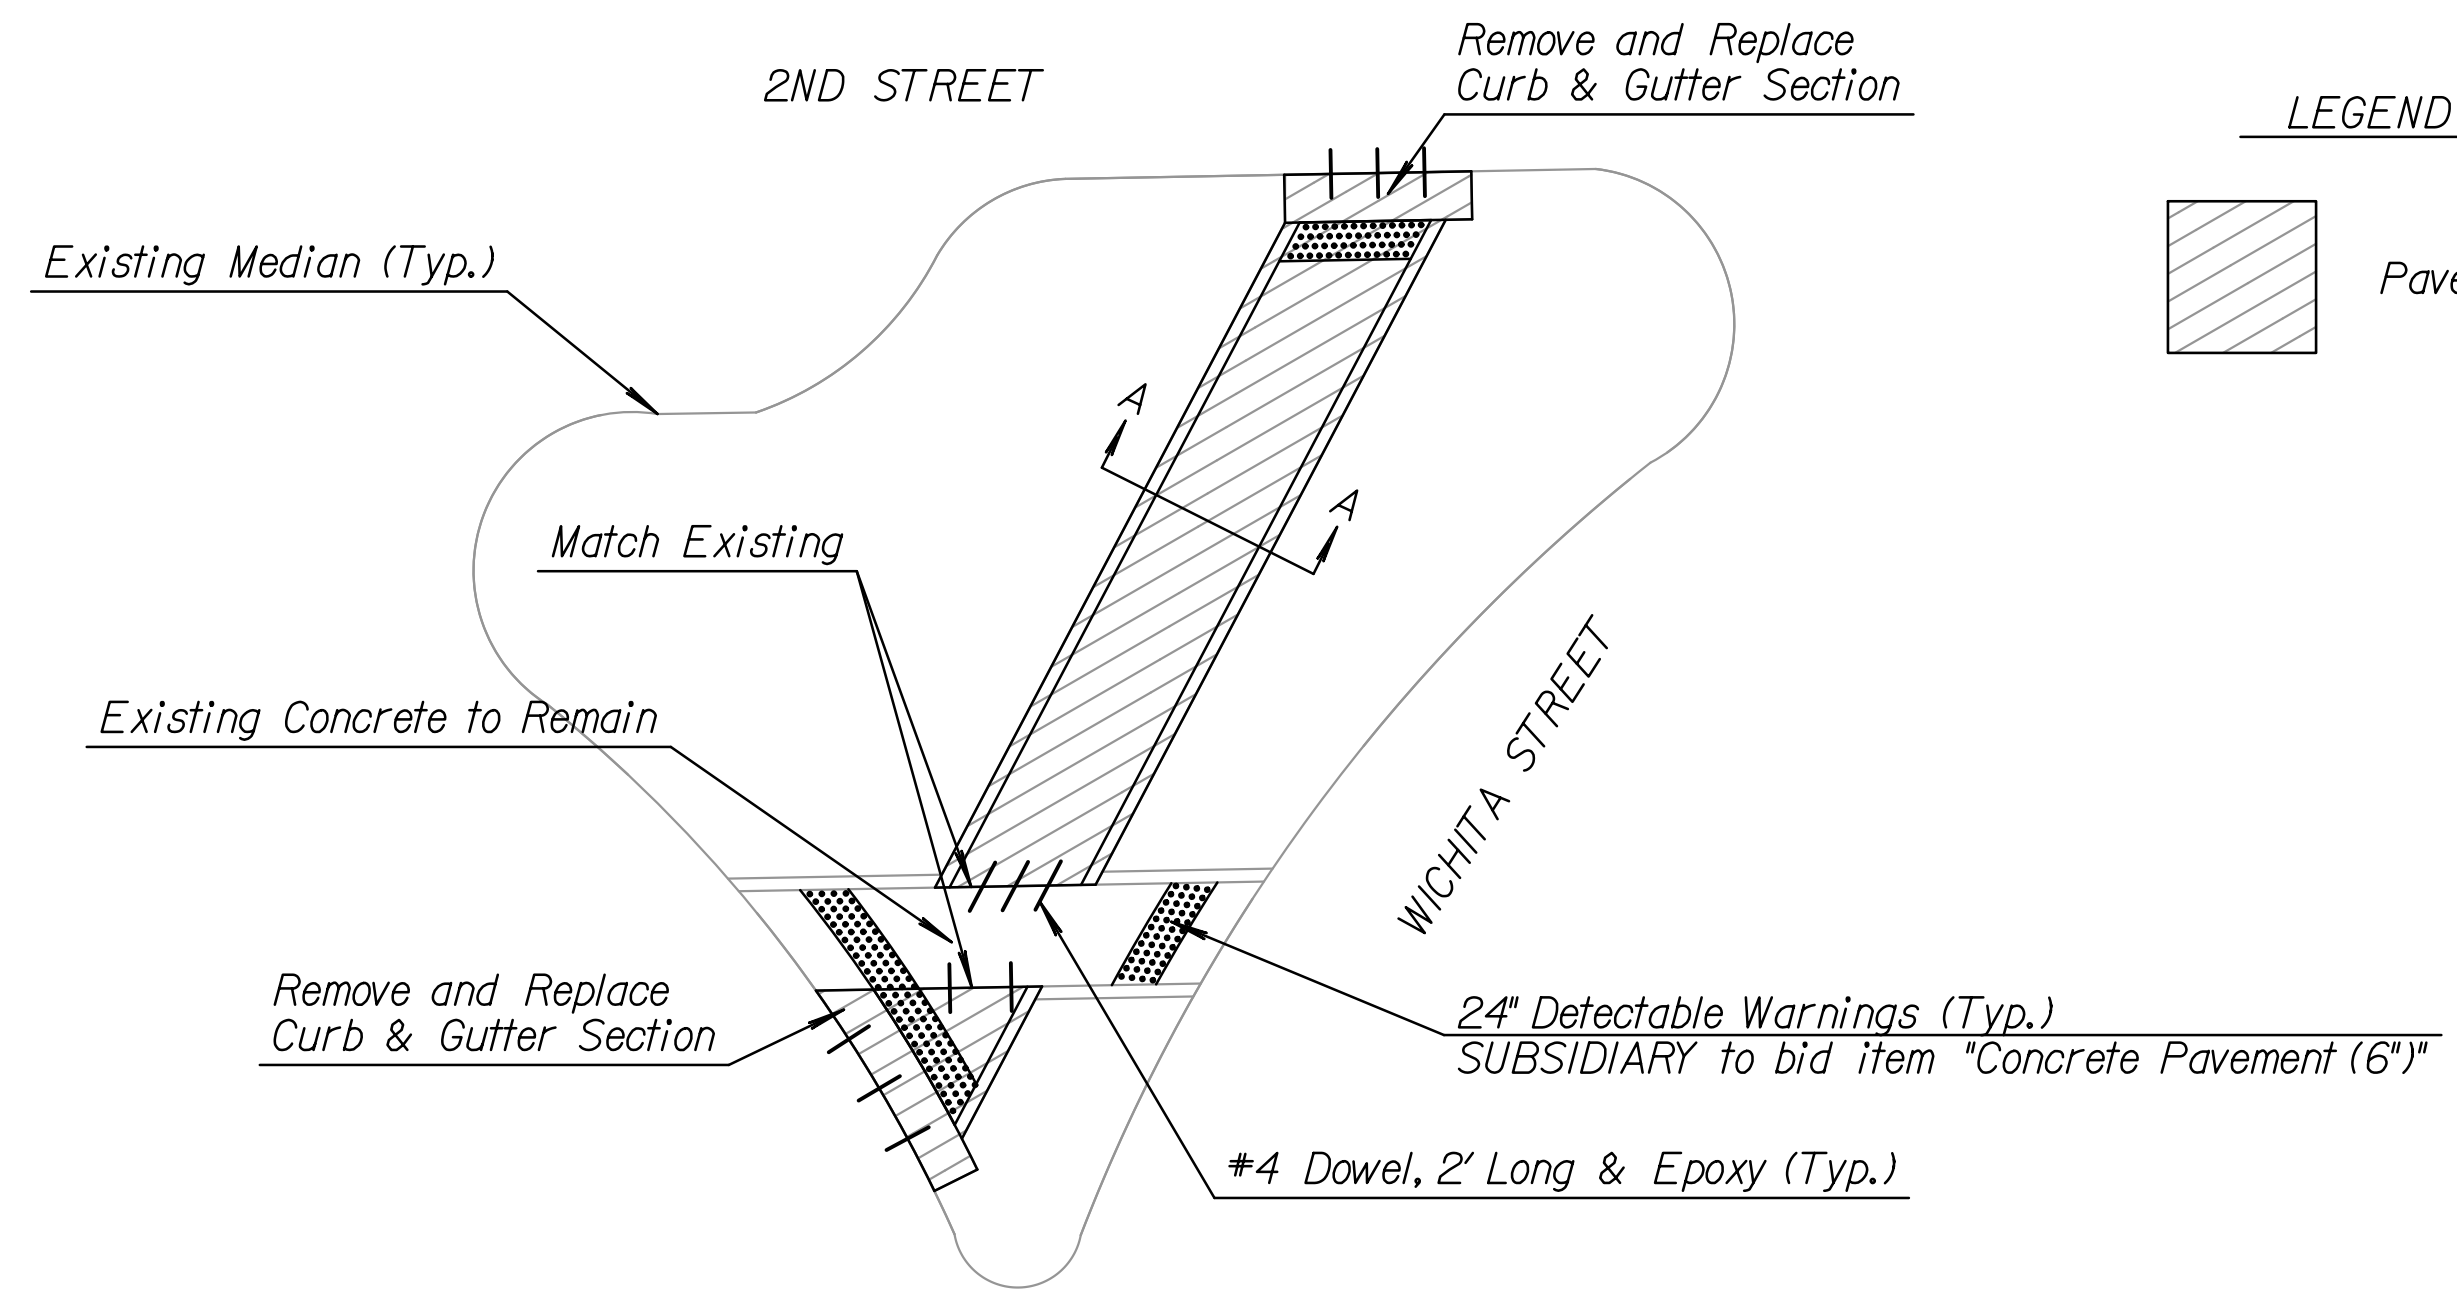 Remove and Replace
Curb & Gutter Section
2ND STREET
LEGEND
Existing Median (Typ.)
A
A
Match Existing
WICHITA STREET
Existing Concrete to Remain
Remove and Replace
Curb & Gutter Section
24" Detectable Warnings (Typ.)
SUBSIDIARY to bid item "Concrete Pavement (6")"
#4 Dowel, 2' Long & Epoxy (Typ.)